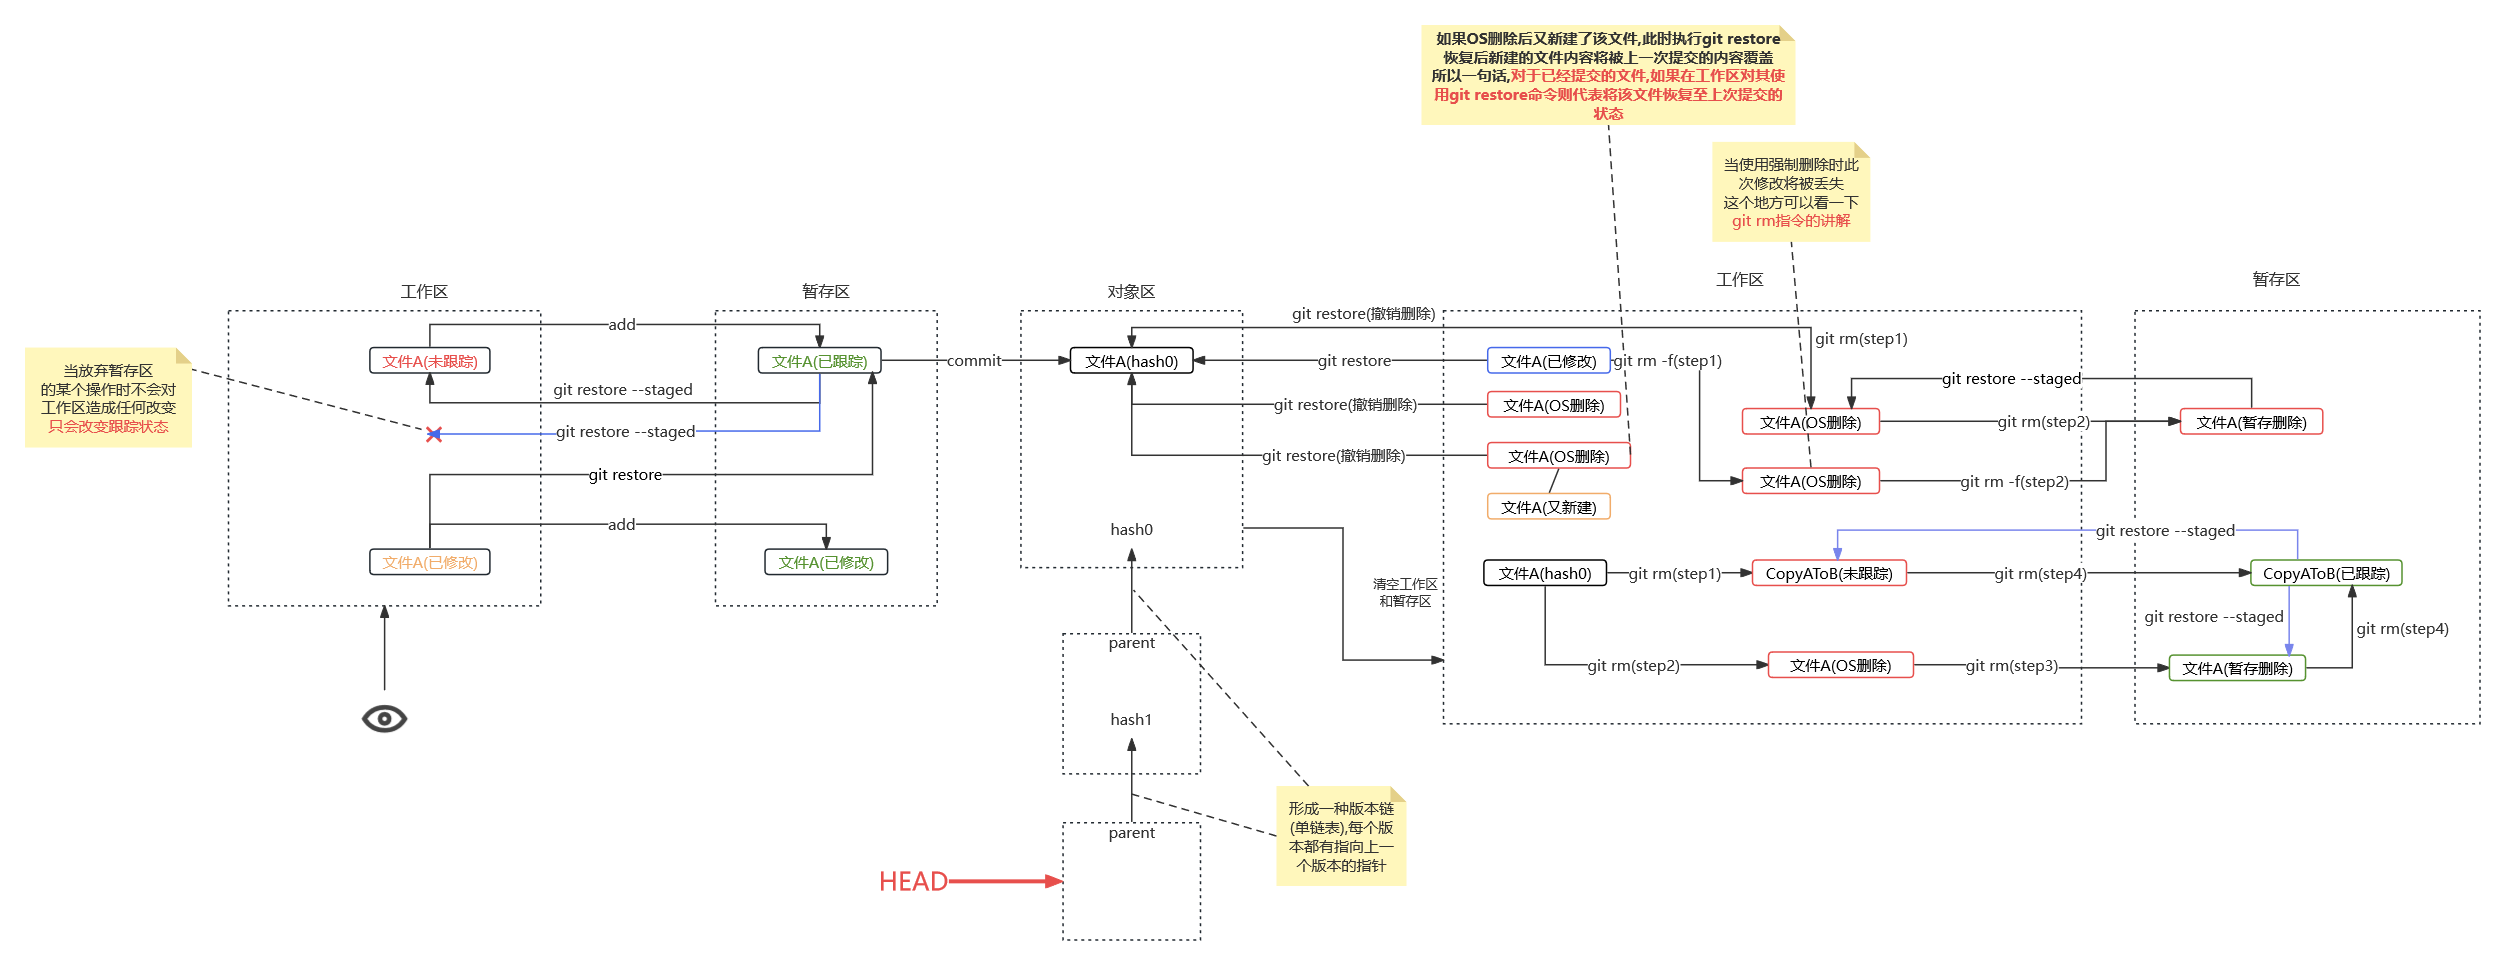 如果OS删除后又新建了该文件,此时执行git restore
恢复后新建的文件内容将被上一次提交的内容覆盖
所以一句话,对于已经提交的文件,如果在工作区对其使
用git restore命令则代表将该文件恢复至上次提交的
状态
当使用强制删除时此
次修改将被丢失
这个地方可以看一下
git rm指令的讲解
工作区
暂存区
对象区
工作区
暂存区
当放弃暂存区
的某个操作时不会对
工作区造成任何改变
只会改变跟踪状态
add
文件A(未跟踪)
文件A(已跟踪)
git restore --staged
git restore --staged
git restore
add
文件A(已修改)
文件A(已修改)
commit
文件A(hash0)
hash0
parent
hash1
parent
HEAD
形成一种版本链
(单链表),每个版
本都有指向上一
个版本的指针
清空工作区
和暂存区
git restore(撤销删除)
git rm(step1)
git restore
文件A(已修改)
git rm -f(step1)
git restore(撤销删除)
文件A(OS删除)
git restore(撤销删除)
文件A(OS删除)
文件A(又新建)
git restore --staged
文件A(OS删除)
git rm(step2)
文件A(暂存删除)
文件A(OS删除)
git rm -f(step2)
git restore --staged
文件A(hash0)
git rm(step1)
CopyAToB(未跟踪)
git rm(step4)
CopyAToB(已跟踪)
git restore --staged
git rm(step4)
git rm(step2)
文件A(OS删除)
git rm(step3)
文件A(暂存删除)